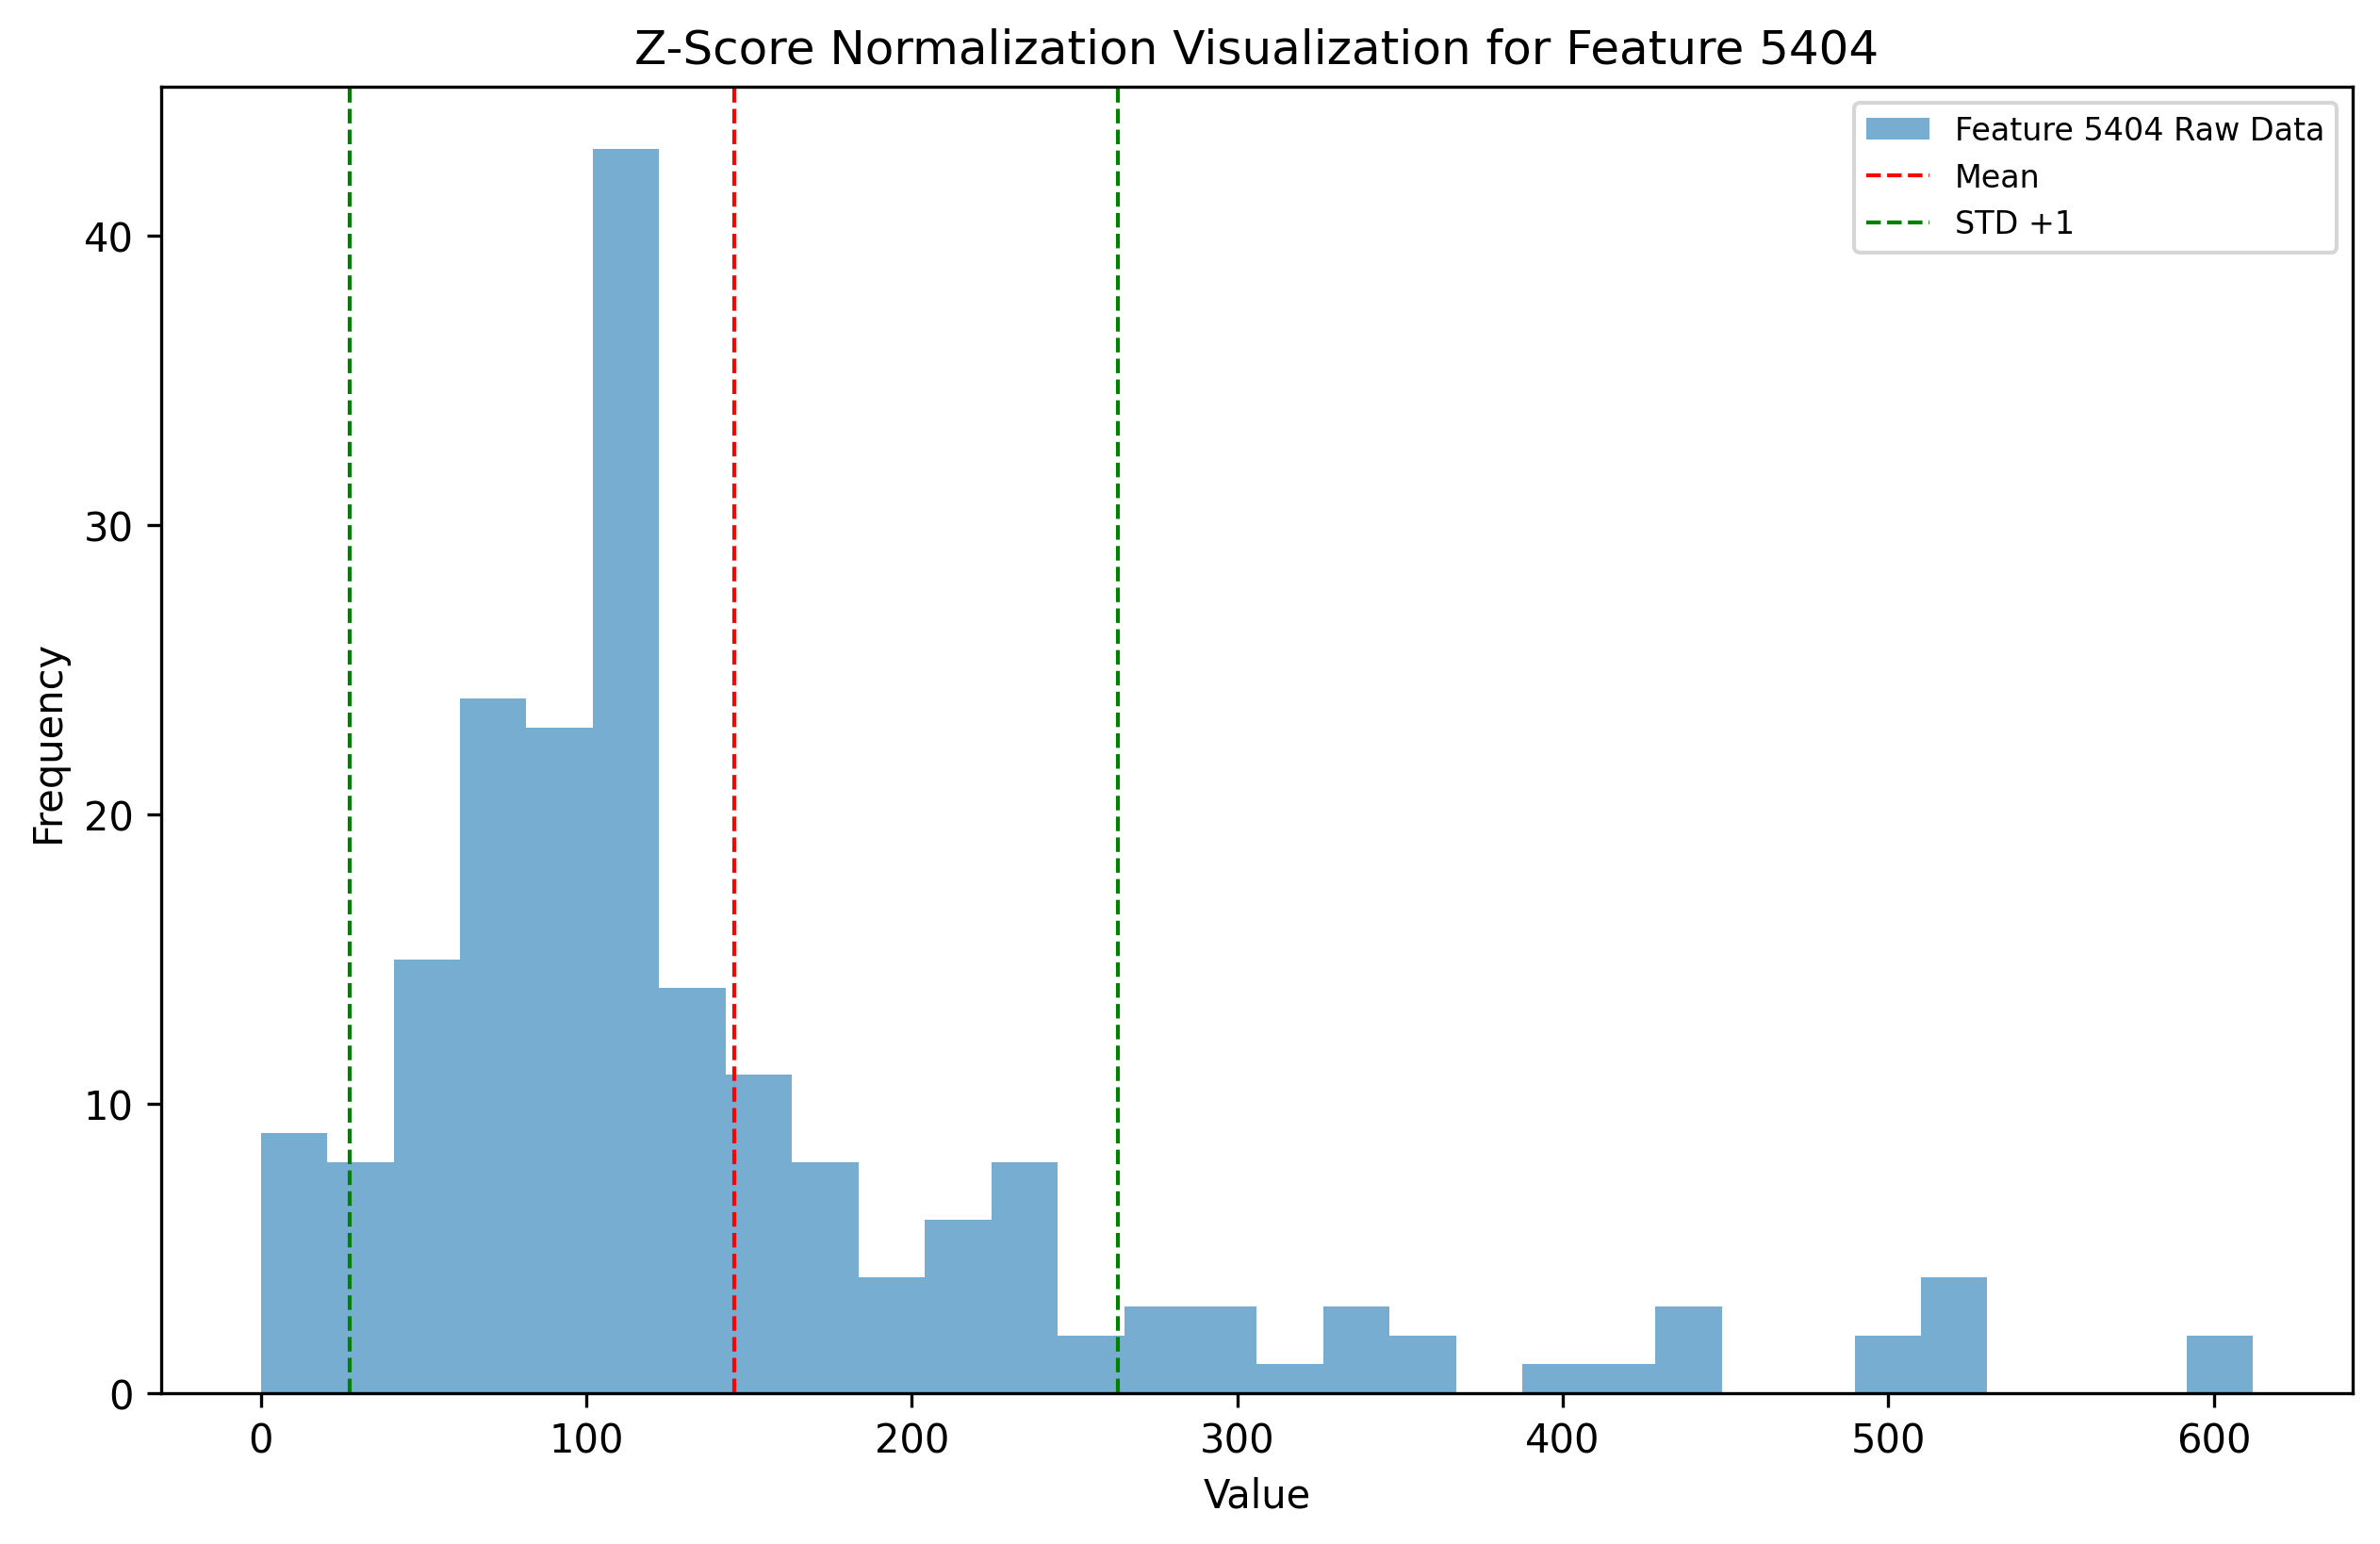 Z-Score Normalization Visualization for Feature 5404
Feature 5404 Raw Data
Mean
STD +1
40
30
20
10
0
Frequency
0 100 200 300 400 500 600
Value